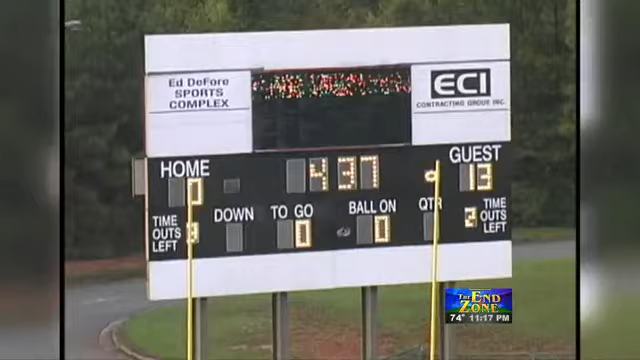 Ed DeFore
SPORTS
COMPLEX
ECI
CONTRACTING GROUP INC.
HOME
4 37
GUEST
0
13
TIME
OUTS
LEFT
DOWN
TO GO
0
BALL ON
0
QTR
2
TIME
OUTS
LEFT
The End
Zone
74° 11:17 PM